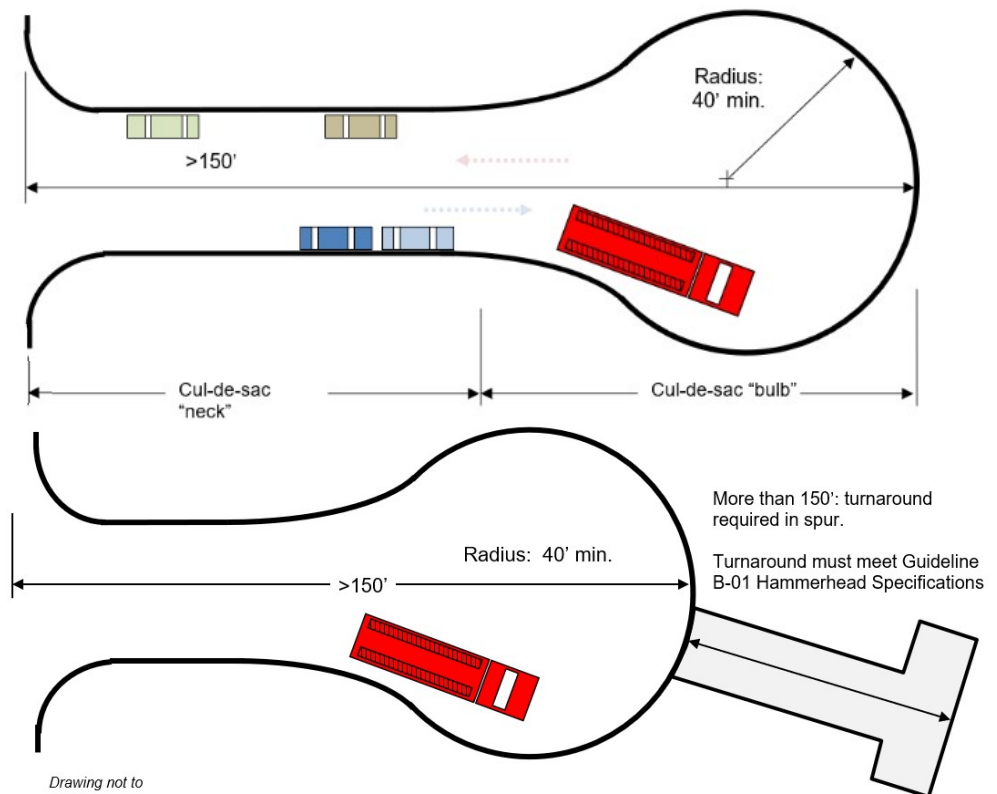 Radius:
40’ min.
>150’
Cul-de-sac
“neck”
Cul-de-sac “bulb”
More than 150’: turnaround
required in spur.
Radius:  40’ min.
Turnaround must meet Guideline
B-01 Hammerhead Specifications
>150’
Drawing not to